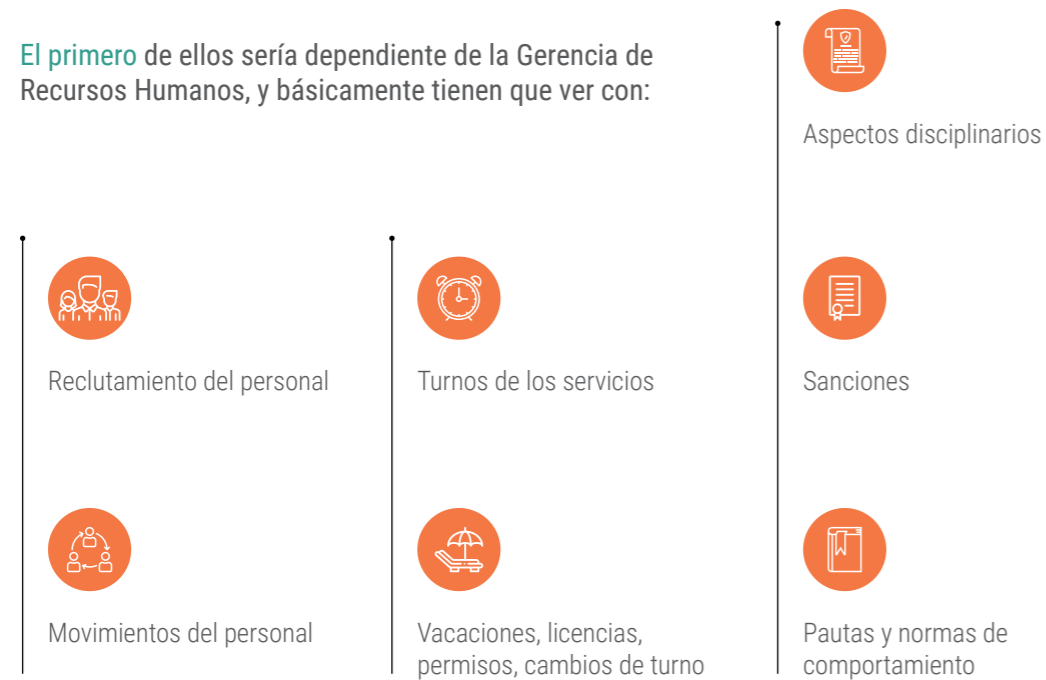 El primero de ellos sería dependiente de la Gerencia de
Recursos Humanos, y básicamente tienen que ver con:
Reclutamiento del personal
Movimientos del personal
Turnos de los servicios
Vacaciones, licencias,
permisos, cambios de turno
Aspectos disciplinarios
Sanciones
Pautas y normas de
comportamiento